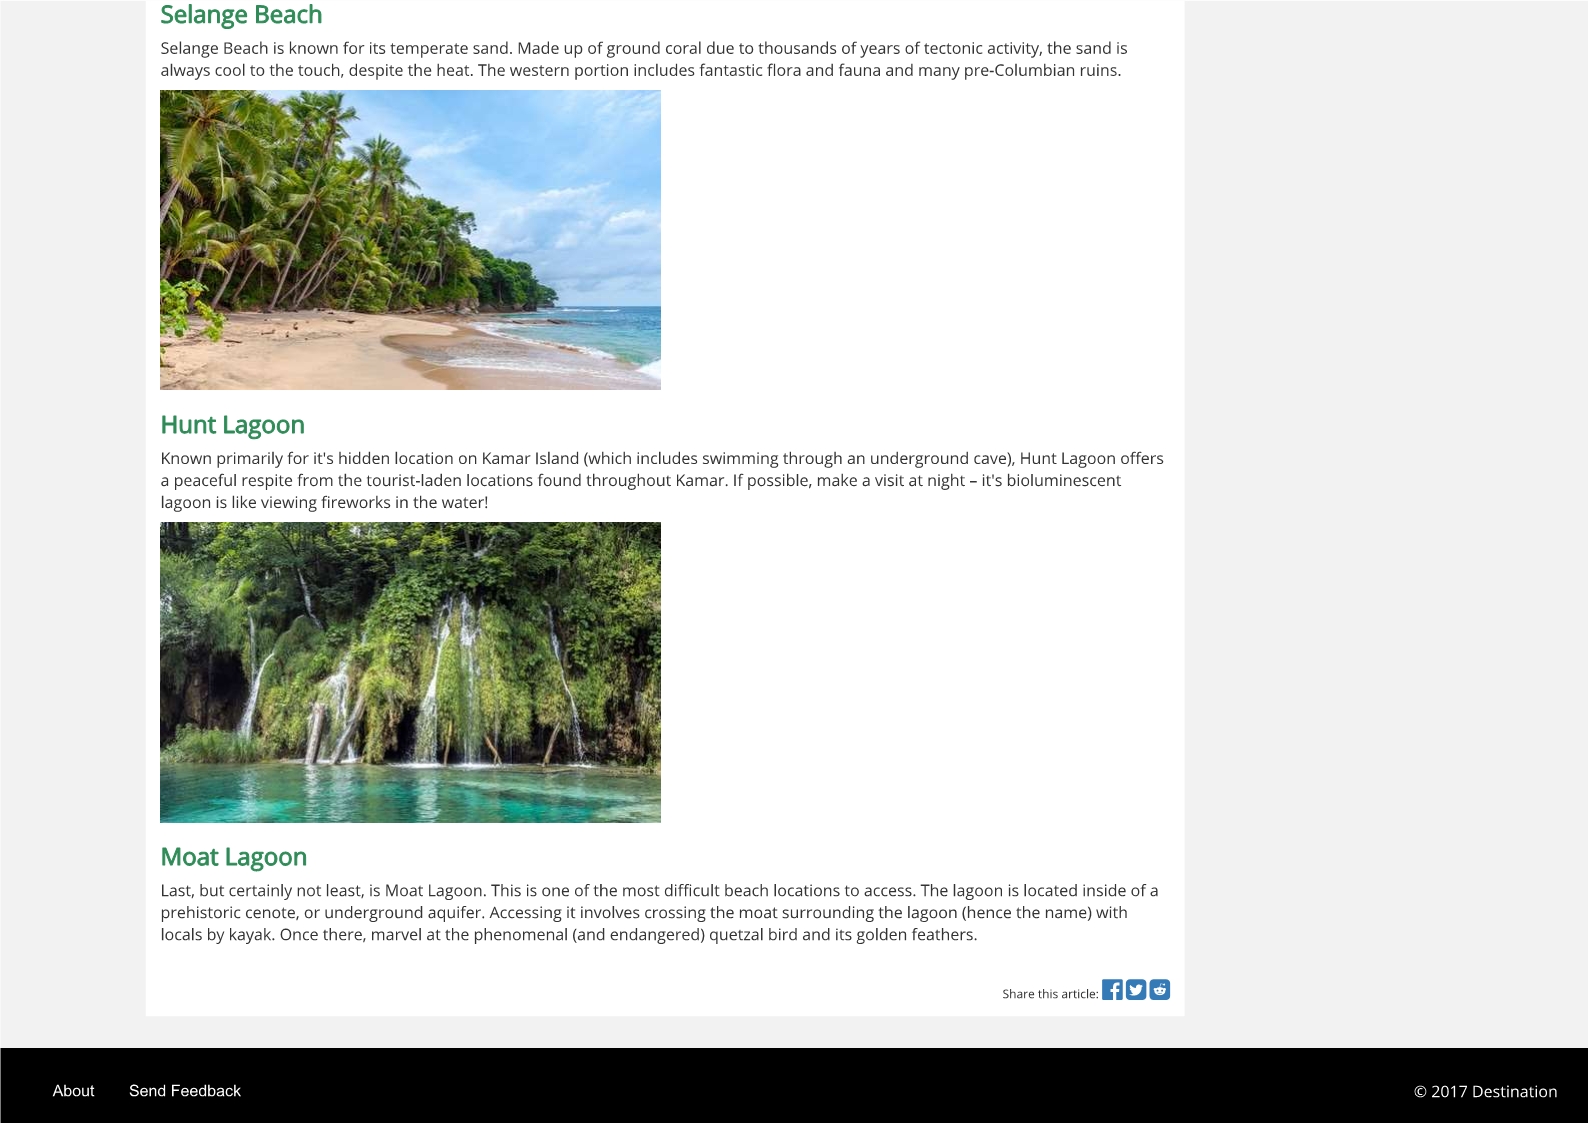 Selange Beach
Selange Beach is known for its temperate sand. Made up of ground coral due to thousands of years of tectonic activity, the sand is
always cool to the touch, despite the heat. The western portion includes fantastic flora and fauna and many pre-Columbian ruins.
Hunt Lagoon
Known primarily for it's hidden location on Kamar Island (which includes swimming through an underground cave), Hunt Lagoon offers
a peaceful respite from the tourist-laden locations found throughout Kamar. If possible, make a visit at night – it's bioluminescent
lagoon is like viewing fireworks in the water!
Moat Lagoon
Last, but certainly not least, is Moat Lagoon. This is one of the most difficult beach locations to access. The lagoon is located inside of a
prehistoric cenote, or underground aquifer. Accessing it involves crossing the moat surrounding the lagoon (hence the name) with
locals by kayak. Once there, marvel at the phenomenal (and endangered) quetzal bird and its golden feathers.
Share this article:
About Send Feedback © 2017 Destination